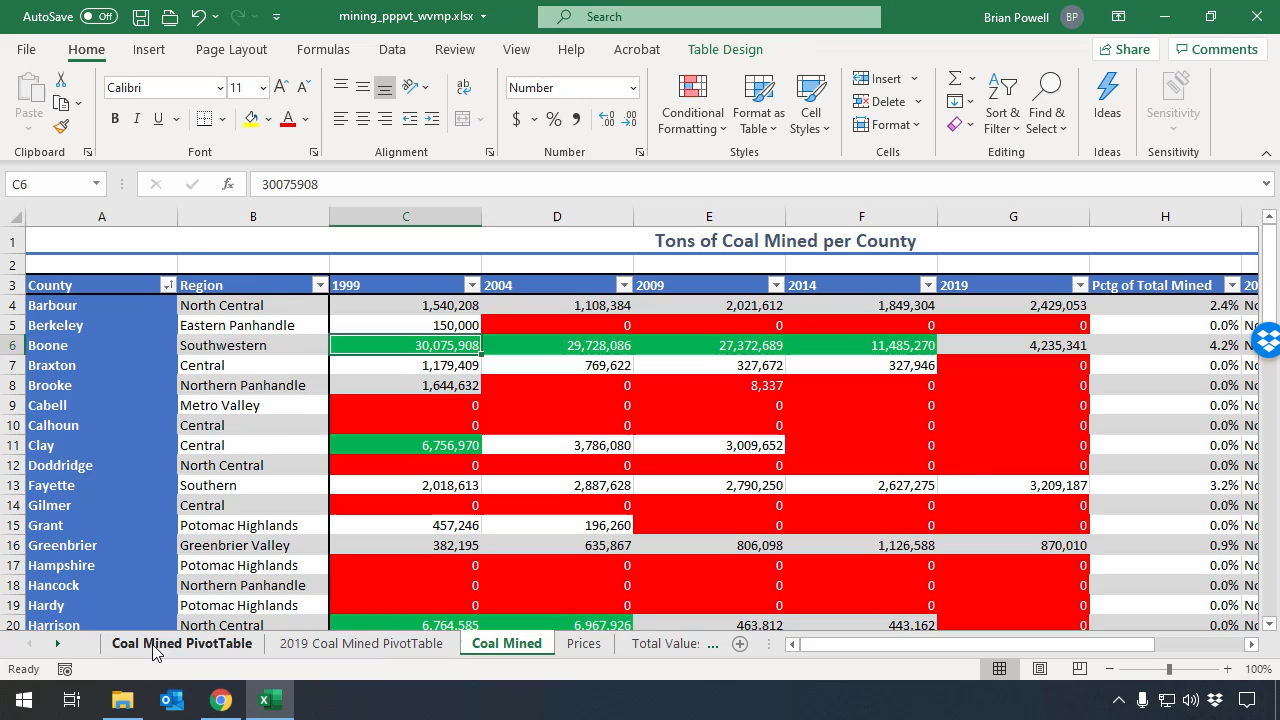 AutoSave Off mining_pppvt_wvmp.xlsx Search Brian Powell BP
File Home Insert Page Layout Formulas Data Review View Help Acrobat Table Design Share Comments
Calibri 11 A A ab Number Insert Σ
Paste Conditional Formatting Format as Table Cell Styles Delete Sort & Filter Find & Select Ideas Sensitivity
B I U A $ % , Format
Clipboard Font Alignment Number Styles Cells Editing Ideas Sensitivity
C6 fx 30075908
A B C D E F G H
1 Tons of Coal Mined per County
2
3 County Region 1999 2004 2009 2014 2019 Pctg of Total Mined 20
4 Barbour North Central 1,540,208 1,108,384 2,021,612 1,849,304 2,429,053 2.4% No
5 Berkeley Eastern Panhandle 150,000 0 0 0 0 0.0% No
6 Boone Southwestern 30,075,908 29,728,086 27,372,689 11,485,270 4,235,341 4.2% No
7 Braxton Central 1,179,409 769,622 327,672 327,946 0 0.0% No
8 Brooke Northern Panhandle 1,644,632 0 8,337 0 0 0.0% No
9 Cabell Metro Valley 0 0 0 0 0 0.0% No
10 Calhoun Central 0 0 0 0 0 0.0% No
11 Clay Central 6,756,970 3,786,080 3,009,652 0 0 0.0% No
12 Doddridge North Central 0 0 0 0 0 0.0% No
13 Fayette Southern 2,018,613 2,887,628 2,790,250 2,627,275 3,209,187 3.2% No
14 Gilmer Central 0 0 0 0 0 0.0% No
15 Grant Potomac Highlands 457,246 196,260 0 0 0 0.0% No
16 Greenbrier Greenbrier Valley 382,195 635,867 806,098 1,126,588 870,010 0.9% No
17 Hampshire Potomac Highlands 0 0 0 0 0 0.0% No
18 Hancock Northern Panhandle 0 0 0 0 0 0.0% No
19 Hardy Potomac Highlands 0 0 0 0 0 0.0% No
20 Harrison North Central 6,764,585 6,967,926 463,812 443,162 0 0.0% No
Coal Mined PivotTable 2019 Coal Mined PivotTable Coal Mined Prices Total Value: ...
Ready 100%